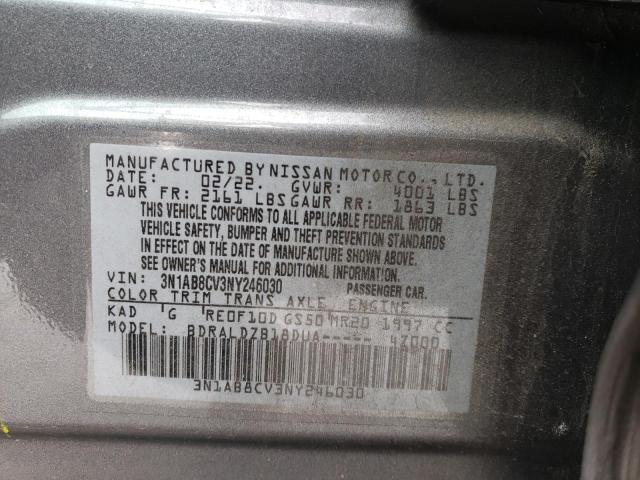 MANUFACTURED BY NISSAN MOTOR CO., LTD.
DATE: 02/22. GVWR: 4001 LBS
GAWR FR: 2161 LBS GAWR RR: 1863 LBS
THIS VEHICLE CONFORMS TO ALL APPLICABLE FEDERAL MOTOR
VEHICLE SAFETY, BUMPER AND THEFT PREVENTION STANDARDS
IN EFFECT ON THE DATE OF MANUFACTURE SHOWN ABOVE.
SEE OWNER'S MANUAL FOR ADDITIONAL INFORMATION.
VIN: 3N1AB8CV3NY246030 PASSENGER CAR.
COLOR TRIM TRANS AXLE ENGINE
KAD G RE0F10D GS50 MR20 1997 CC
MODEL: BDRALDZB18DUA----- 4Z000
3N1AB8CV3NY246030